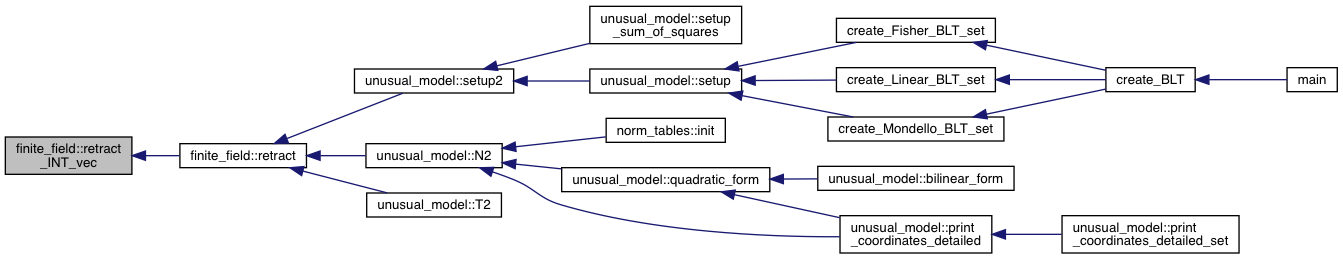 finite_field::retract
_INT_vec
finite_field::retract
unusual_model::setup2
unusual_model::N2
unusual_model::T2
unusual_model::setup
_sum_of_squares
unusual_model::setup
norm_tables::init
unusual_model::quadratic_form
create_Fisher_BLT_set
create_Linear_BLT_set
create_Mondello_BLT_set
unusual_model::bilinear_form
unusual_model::print
_coordinates_detailed
create_BLT
unusual_model::print
_coordinates_detailed_set
main